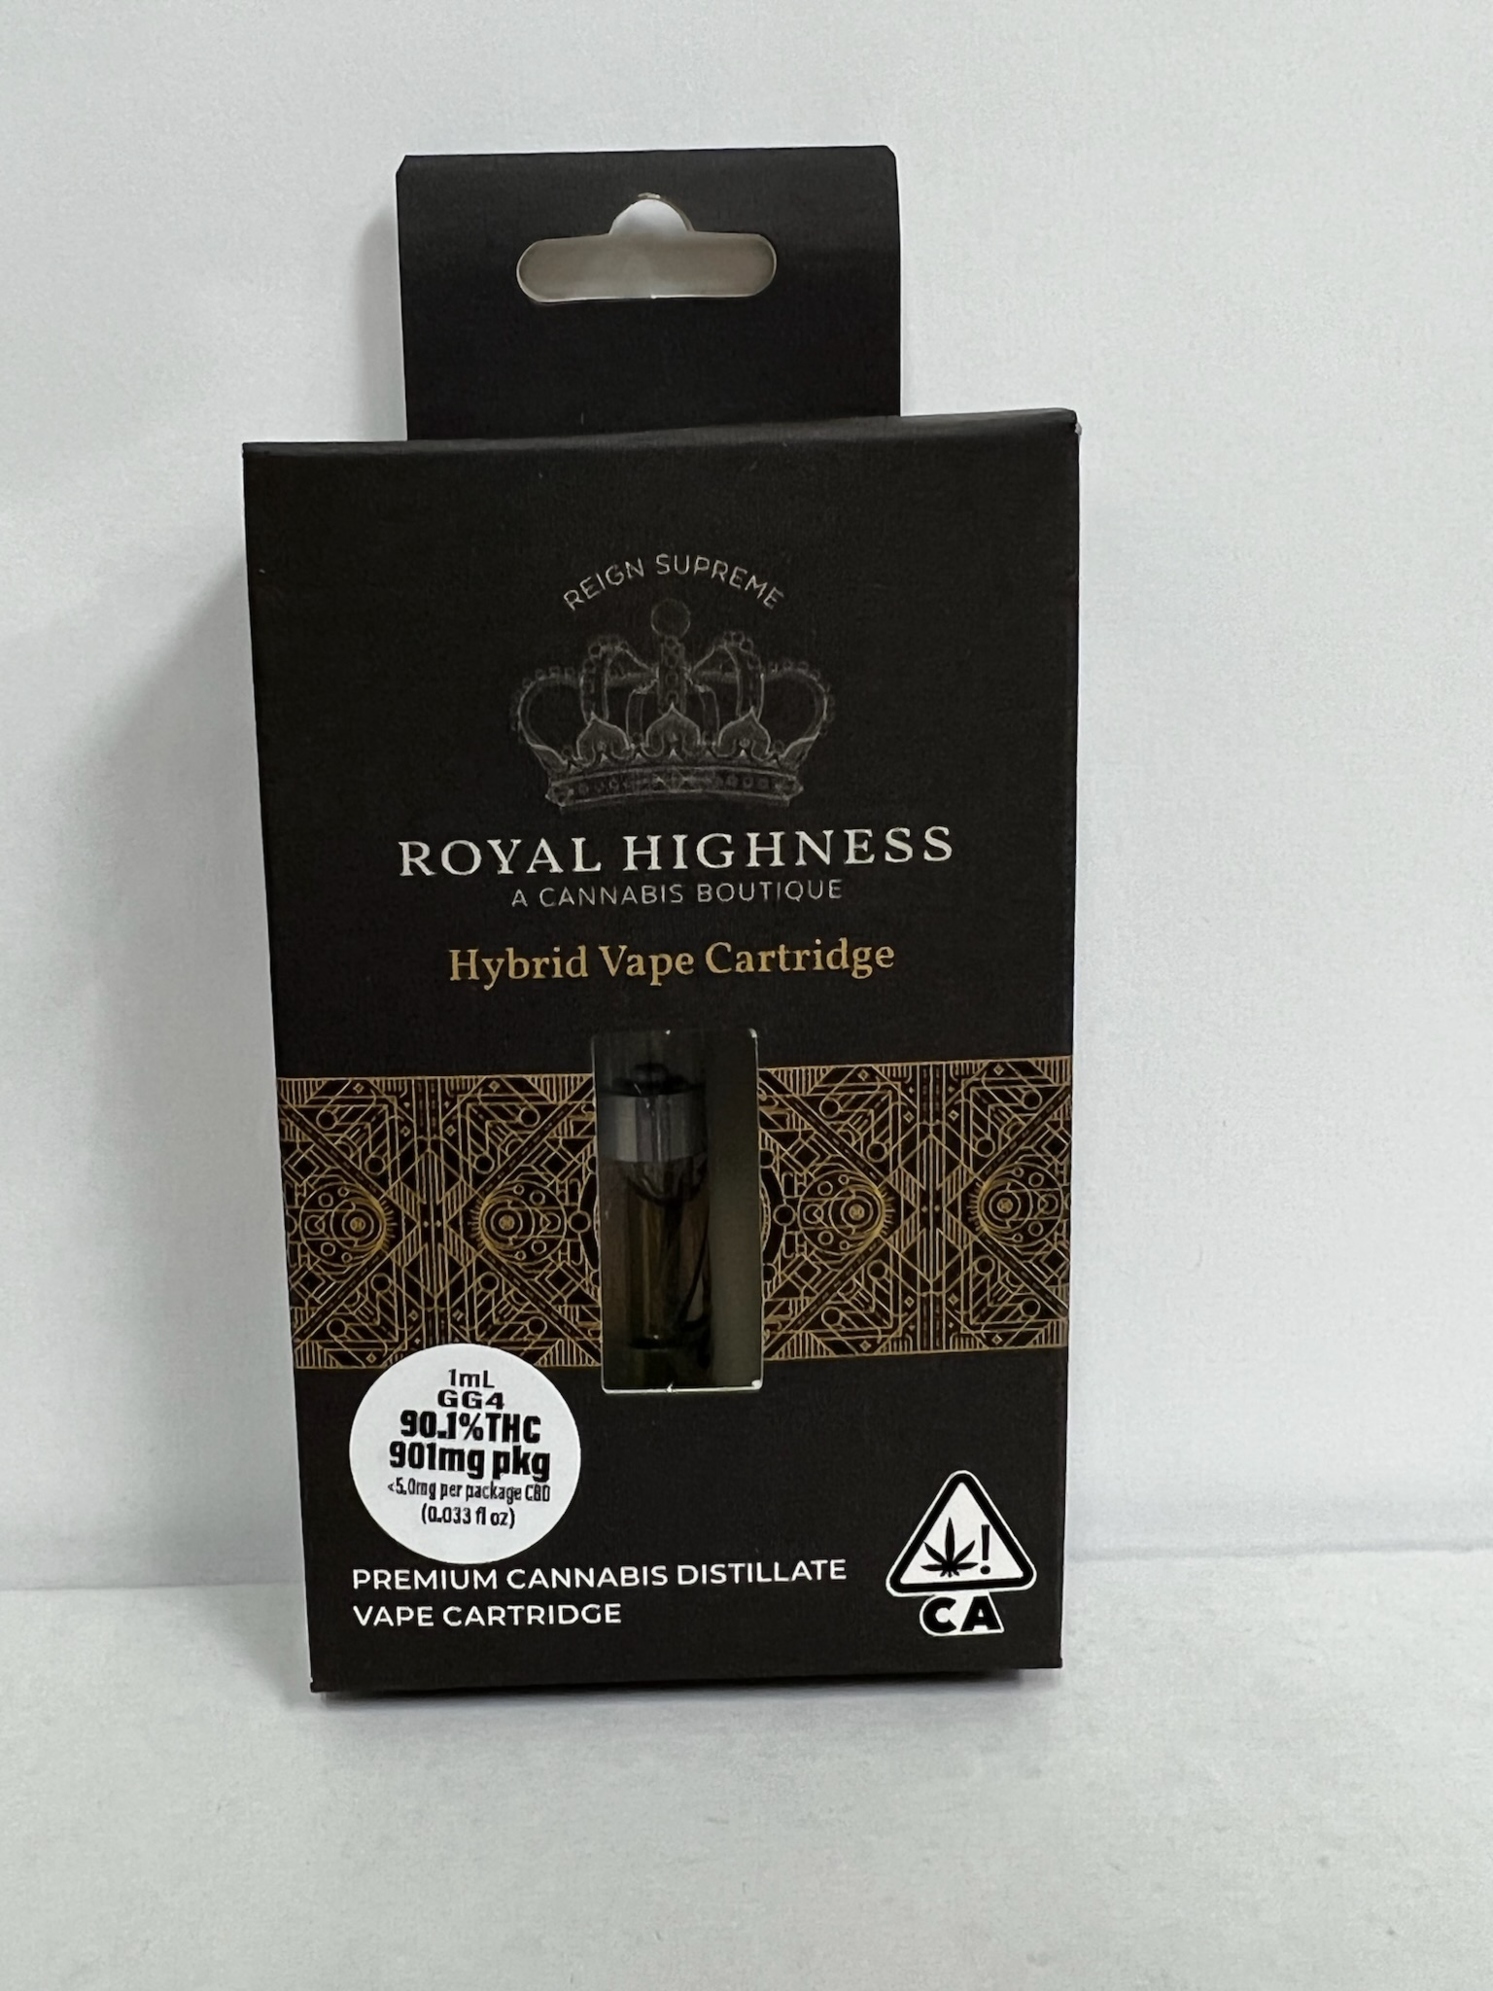 REIGN SUPREME
ROYAL HIGHNESS
A CANNABIS BOUTIQUE
Hybrid Vape Cartridge
1mL
GG4
90.1%THC
901mg pkg
<5.0mg per package CBD
(0.033 fl oz)
PREMIUM CANNABIS DISTILLATE
VAPE CARTRIDGE
!
CA